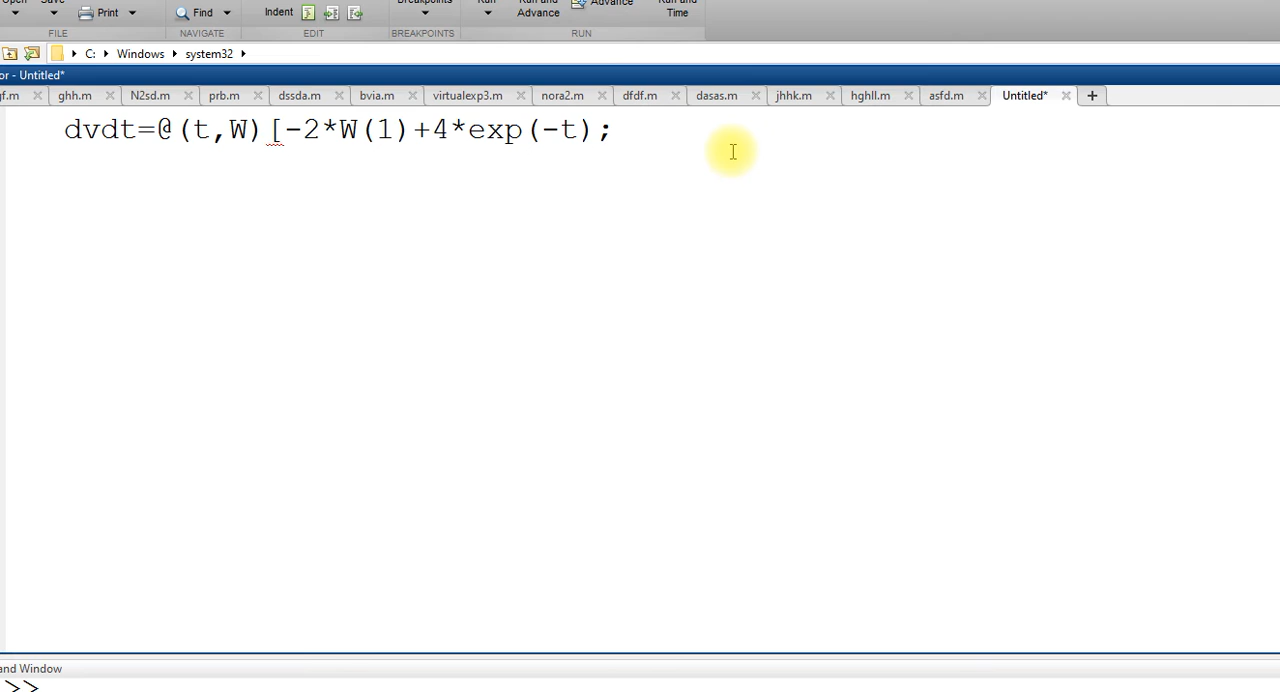 Open Save Print Find Indent Breakpoints Run Run and Advance Run and
Advance Advance Time
FILE NAVIGATE EDIT BREAKPOINTS RUN
C: Windows system32
or - Untitled*
gf.m ghh.m N2sd.m prb.m dssda.m bvia.m virtualexp3.m nora2.m dfdf.m dasas.m jhhk.m hghll.m asfd.m Untitled* +
dvdt=@(t,W)[-2*W(1)+4*exp(-t);
and Window
>>